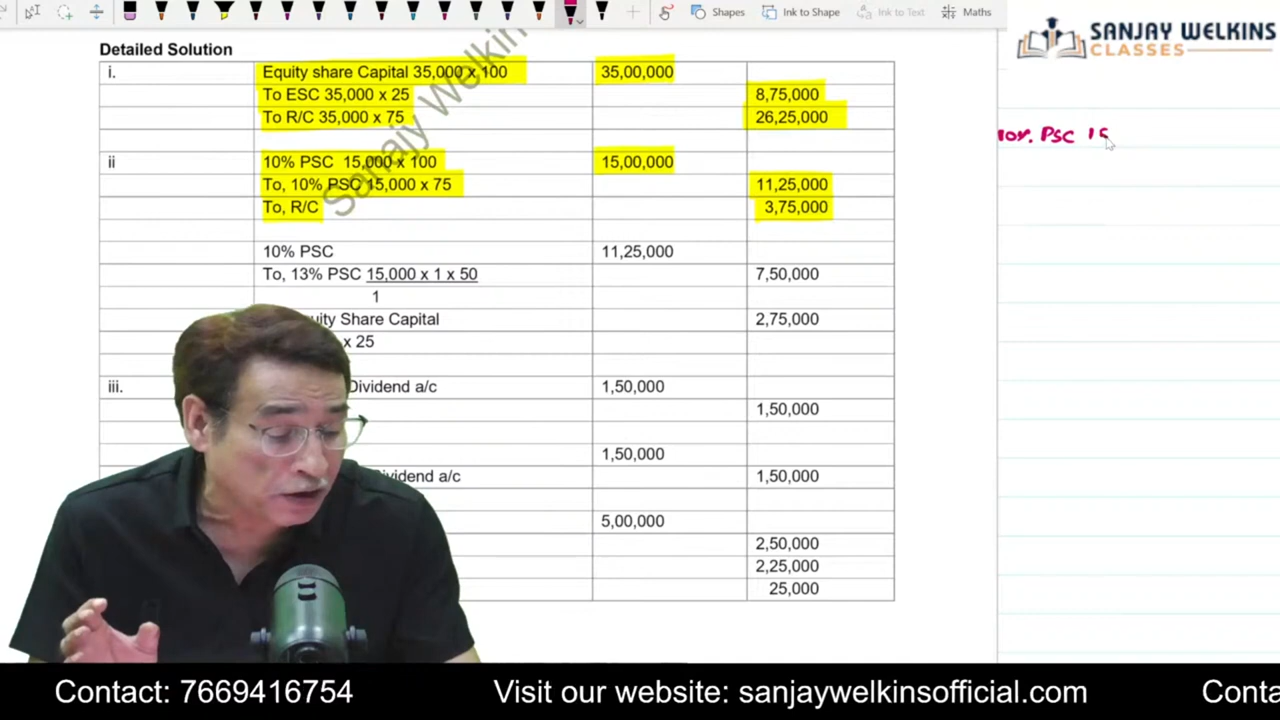 Shapes Ink to Shape Ink to Text Maths
SANJAY WELKINS
CLASSES
Detailed Solution
i. Equity share Capital 35,000 x 100 35,00,000
To ESC 35,000 x 25 8,75,000
To R/C 35,000 x 75 26,25,000
ii 10% PSC 15,000 x 100 15,00,000
To, 10% PSC 15,000 x 75 11,25,000
To, R/C 3,75,000
10% PSC 11,25,000
To, 13% PSC 15,000 x 1 x 50 7,50,000
1
Share Capital 2,75,000
x 25
iii. Dividend a/c 1,50,000
1,50,000
1,50,000
a/c 1,50,000
5,00,000
2,50,000
2,25,000
25,000
PSC
Sanjay Welkin
Contact: 7669416754 Visit our website: sanjaywelkinsofficial.com